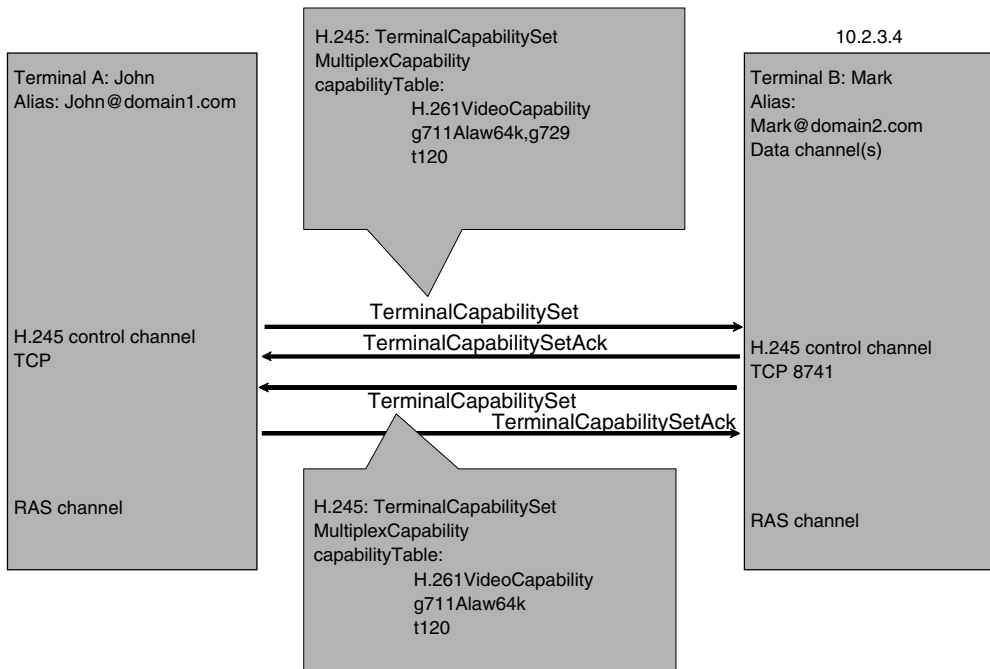 H.245: TerminalCapabilitySet
MultiplexCapability
capabilityTable:
H.261VideoCapability
g711Alaw64k,g729
t120
Terminal A: John
Alias: John@domain1.com
H.245 control channel
TCP
RAS channel
10.2.3.4
Terminal B: Mark
Alias:
Mark@domain2.com
Data channel(s)
H.245 control channel
TCP 8741
RAS channel
TerminalCapabilitySet
TerminalCapabilitySetAck
TerminalCapabilitySet
TerminalCapabilitySetAck
H.245: TerminalCapabilitySet
MultiplexCapability
capabilityTable:
H.261VideoCapability
g711Alaw64k
t120